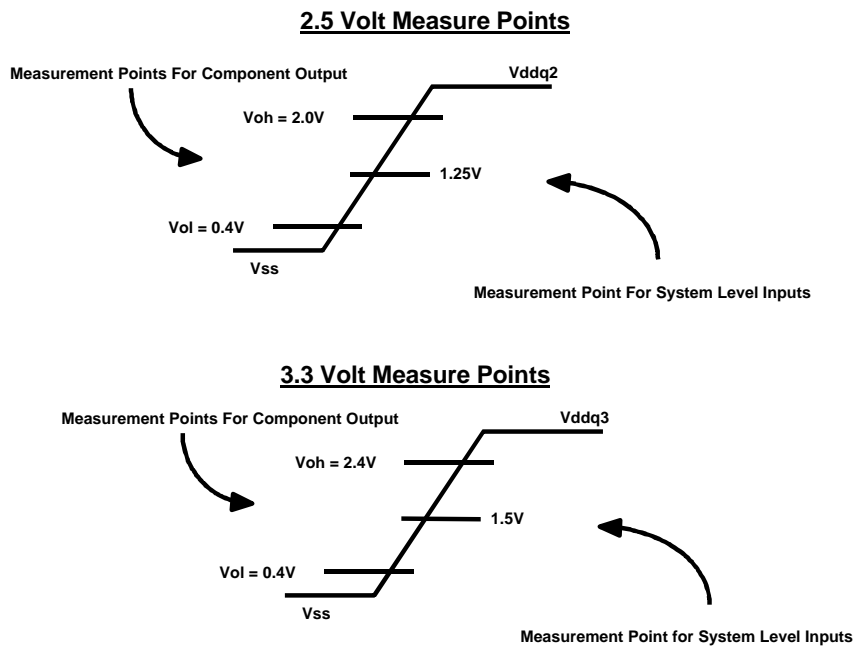 2.5 Volt Measure Points
Measurement Points For Component Output
Vddq2
Voh = 2.0V
1.25V
Vol = 0.4V
Vss
Measurement Point For System Level Inputs
3.3 Volt Measure Points
Measurement Points For Component Output
Vddq3
Voh = 2.4V
1.5V
Vol = 0.4V
Vss
Measurement Point for System Level Inputs